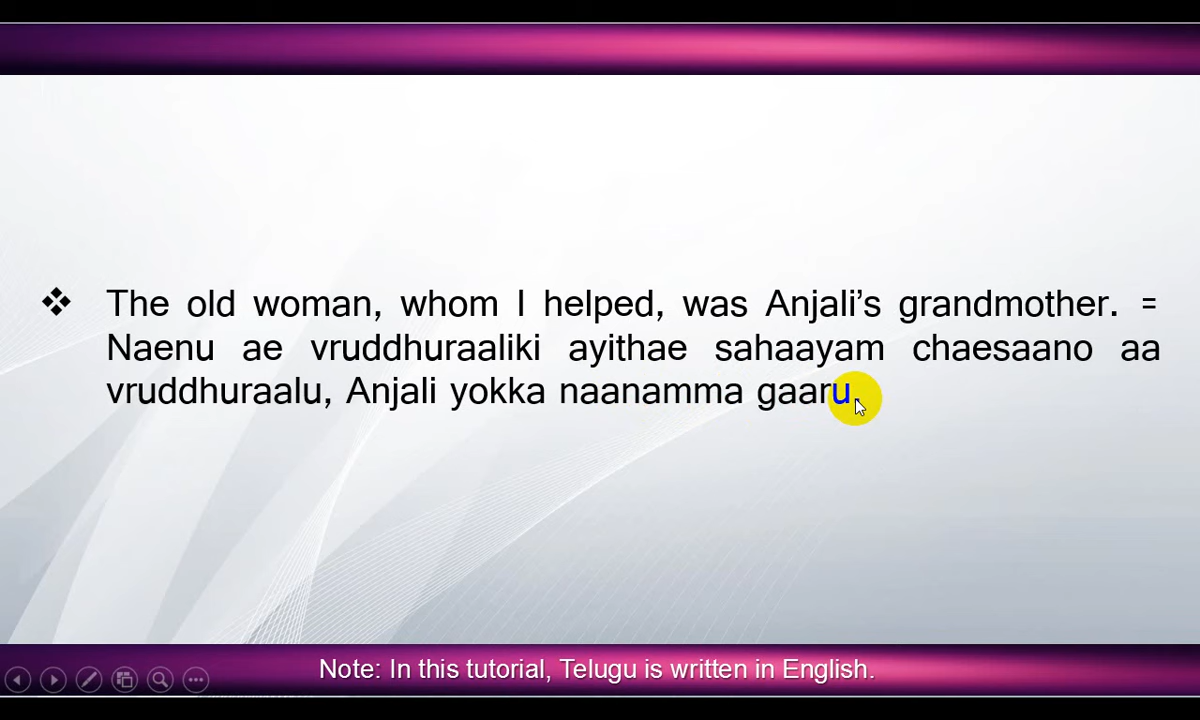 The old woman, whom I helped, was Anjali’s grandmother. =
Naenu ae vruddhuraaliki ayithae sahaayam chaesaano aa
vruddhuraalu, Anjali yokka naanamma gaaru.
Note: In this tutorial, Telugu is written in English.